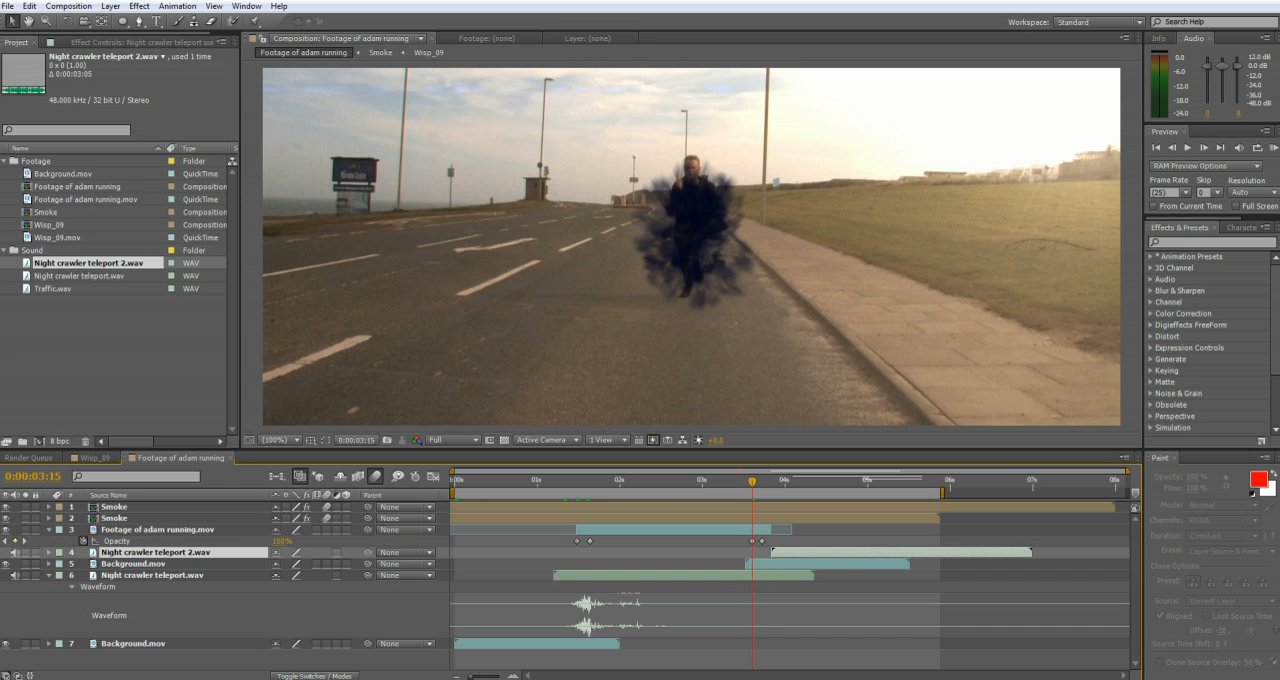 File Edit Composition Layer Effect Animation View Window Help
Workspace: Standard Search Help
Project Effect Controls: Night crawler teleport
Night crawler teleport 2.wav , used 1 time
0 x 0 (1.00)
Δ 0:00:03:05
48.000 kHz / 32 bit U / Stereo
Name Type S
Footage Folder
Background.mov QuickTime
Footage of adam running Composition
Footage of adam running.mov QuickTime
Smoke Composition
Wisp_09 Composition
Wisp_09.mov QuickTime
Sound Folder
Night crawler teleport 2.wav WAV
Night crawler teleport.wav WAV
Traffic.wav WAV
8 bpc
Composition: Footage of adam running Footage: (none) Layer: (none)
Footage of adam running Smoke Wisp_09
(100%) 0:00:03:15 Full Active Camera 1 View +0.0
Info Audio
0.0 12.0 dB
-6.0 0.0 dB
-12.0 -12.0
-18.0 -24.0
-24.0 -36.0
-48.0 dB
0 0
Preview
RAM Preview Options
Frame Rate Skip Resolution
(25) 0 Auto
From Current Time Full Screen
Effects & Presets Characte
* Animation Presets
3D Channel
Audio
Blur & Sharpen
Channel
Color Correction
Digieffects FreeForm
Distort
Expression Controls
Generate
Keying
Matte
Noise & Grain
Obsolete
Perspective
Simulation
Render Queue Wisp_09 Footage of adam running
0:00:03:15
# Source Name Parent
:00s 01s 02s 03s 04s 05s 06s 07s 08s
1 Smoke None
2 Smoke None
3 Footage of adam running.mov None
Opacity 100%
4 Night crawler teleport 2.wav None
5 Background.mov None
6 Night crawler teleport.wav None
Waveform
Waveform
7 Background.mov None
Toggle Switches / Modes
Paint
Opacity: 100 %
Flow: 100 %
Mode: Normal
Channels: RGBA
Duration: Constant
Erase: Layer Source & Paint
Clone Options
Preset:
Source: Current Layer
Aligned Lock Source Time
Offset: -28, -5
Source Time Shift: 0 f
Clone Source Overlay: 50 %